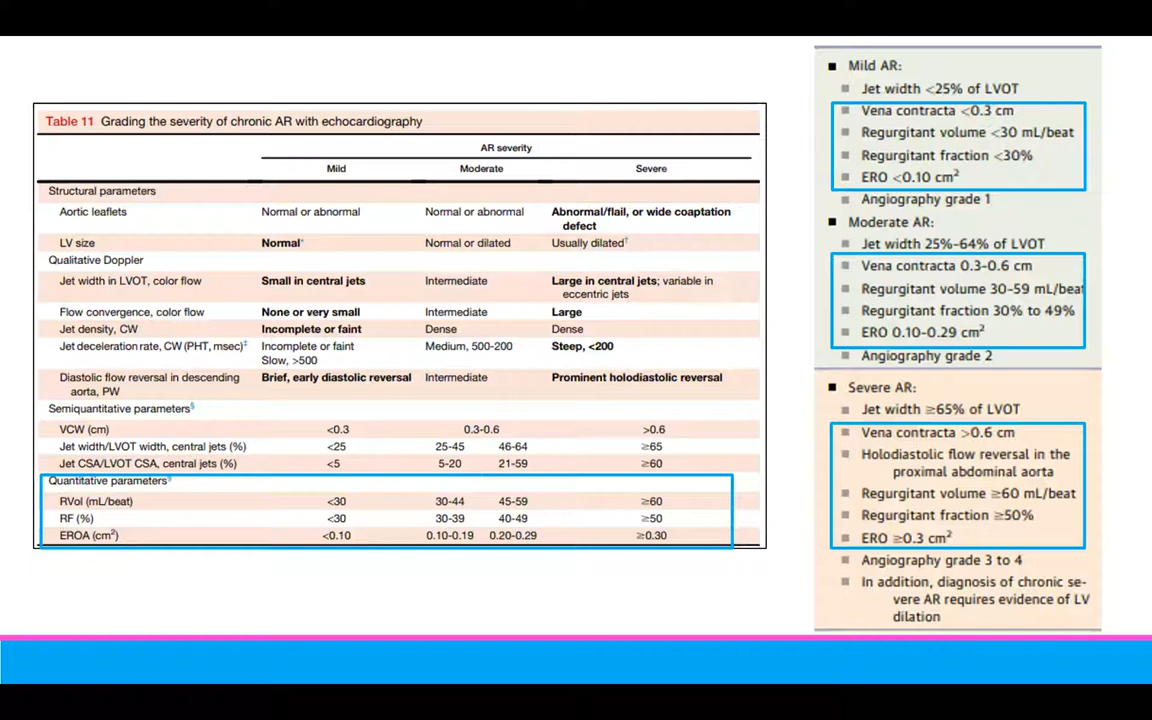 Table 11 Grading the severity of chronic AR with echocardiography
AR severity
Mild Moderate Severe
Structural parameters
Aortic leaflets Normal or abnormal Normal or abnormal Abnormal/flail, or wide coaptation
defect
LV size Normal* Normal or dilated Usually dilated†
Qualitative Doppler
Jet width in LVOT, color flow Small in central jets Intermediate Large in central jets; variable in
eccentric jets
Flow convergence, color flow None or very small Intermediate Large
Jet density, CW Incomplete or faint Dense Dense
Jet deceleration rate, CW (PHT, msec)‡ Incomplete or faint Medium, 500-200 Steep, <200
Slow, >500
Diastolic flow reversal in descending Brief, early diastolic reversal Intermediate Prominent holodiastolic reversal
aorta, PW
Semiquantitative parameters§
VCW (cm) <0.3 0.3-0.6 >0.6
Jet width/LVOT width, central jets (%) <25 25-45 46-64 ≥65
Jet CSA/LVOT CSA, central jets (%) <5 5-20 21-59 ≥60
Quantitative parameters§
RVol (mL/beat) <30 30-44 45-59 ≥60
RF (%) <30 30-39 40-49 ≥50
EROA (cm²) <0.10 0.10-0.19 0.20-0.29 ≥0.30
■ Mild AR:
■ Jet width <25% of LVOT
■ Vena contracta <0.3 cm
■ Regurgitant volume <30 mL/beat
■ Regurgitant fraction <30%
■ ERO <0.10 cm²
■ Angiography grade 1
■ Moderate AR:
■ Jet width 25%-64% of LVOT
■ Vena contracta 0.3-0.6 cm
■ Regurgitant volume 30-59 mL/beat
■ Regurgitant fraction 30% to 49%
■ ERO 0.10-0.29 cm²
■ Angiography grade 2
■ Severe AR:
■ Jet width ≥65% of LVOT
■ Vena contracta >0.6 cm
■ Holodiastolic flow reversal in the
proximal abdominal aorta
■ Regurgitant volume ≥60 mL/beat
■ Regurgitant fraction ≥50%
■ ERO ≥0.3 cm²
■ Angiography grade 3 to 4
■ In addition, diagnosis of chronic se-
vere AR requires evidence of LV
dilation